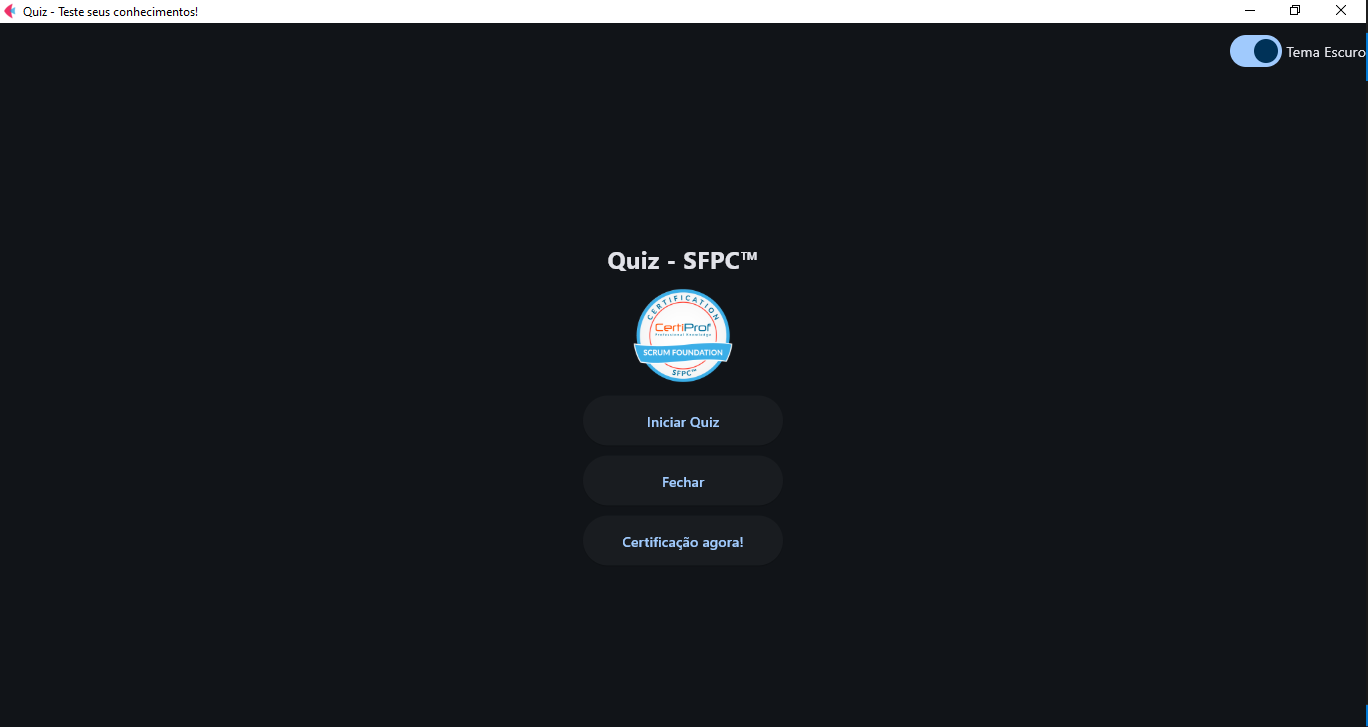 Quiz - Teste seus conhecimentos!
Tema Escuro
Quiz - SFPC™
CERTIFICATION
CertiProf
Professional Knowledge
SCRUM FOUNDATION
SFPC™
Iniciar Quiz
Fechar
Certificação agora!